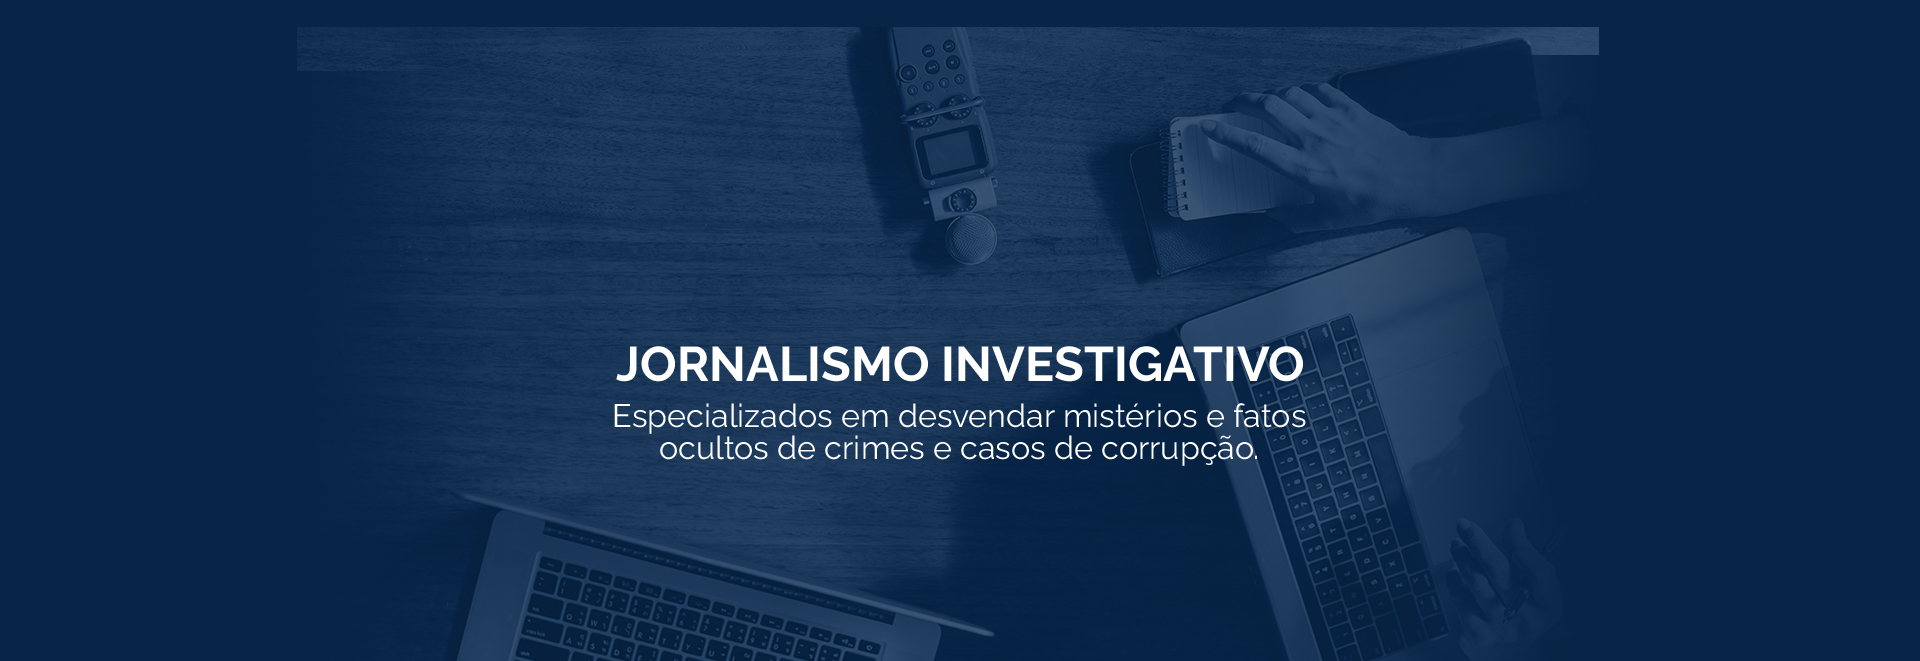 JORNALISMO INVESTIGATIVO
Especializados em desvendar mistérios e fatos
ocultos de crimes e casos de corrupção.